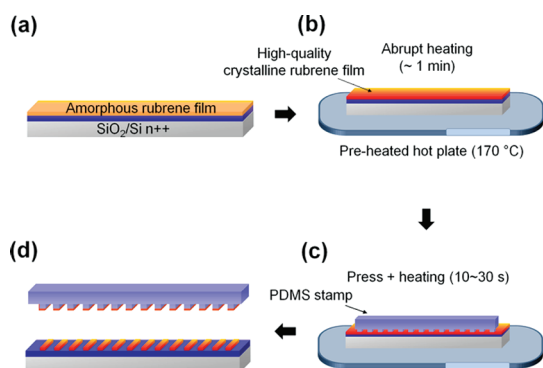 (a)
Amorphous rubrene film
SiO₂/Si n++
(b)
High-quality
crystalline rubrene film
Abrupt heating
(~ 1 min)
Pre-heated hot plate (170 °C)
(c)
Press + heating (10~30 s)
PDMS stamp
(d)